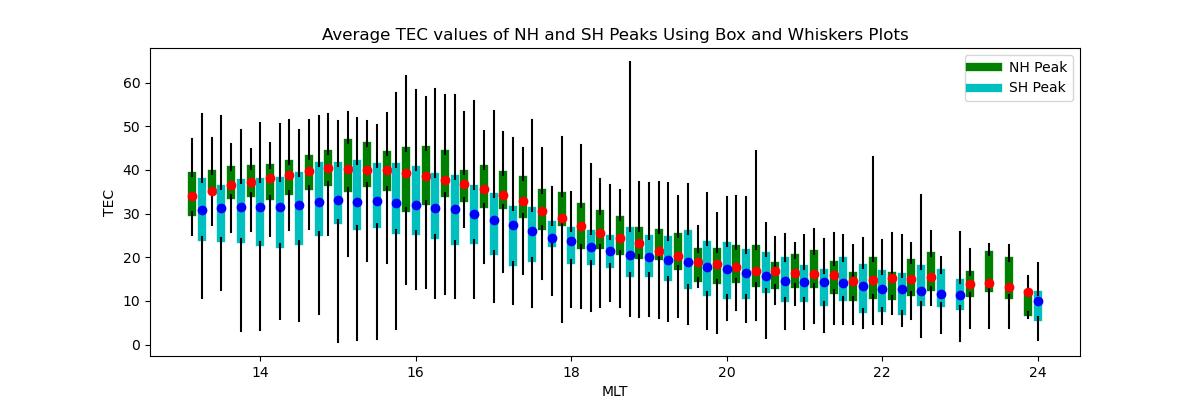 Average TEC values of NH and SH Peaks Using Box and Whiskers Plots
NH Peak
SH Peak
60
50
40
30
20
10
0
TEC
14
16
18
20
22
24
MLT